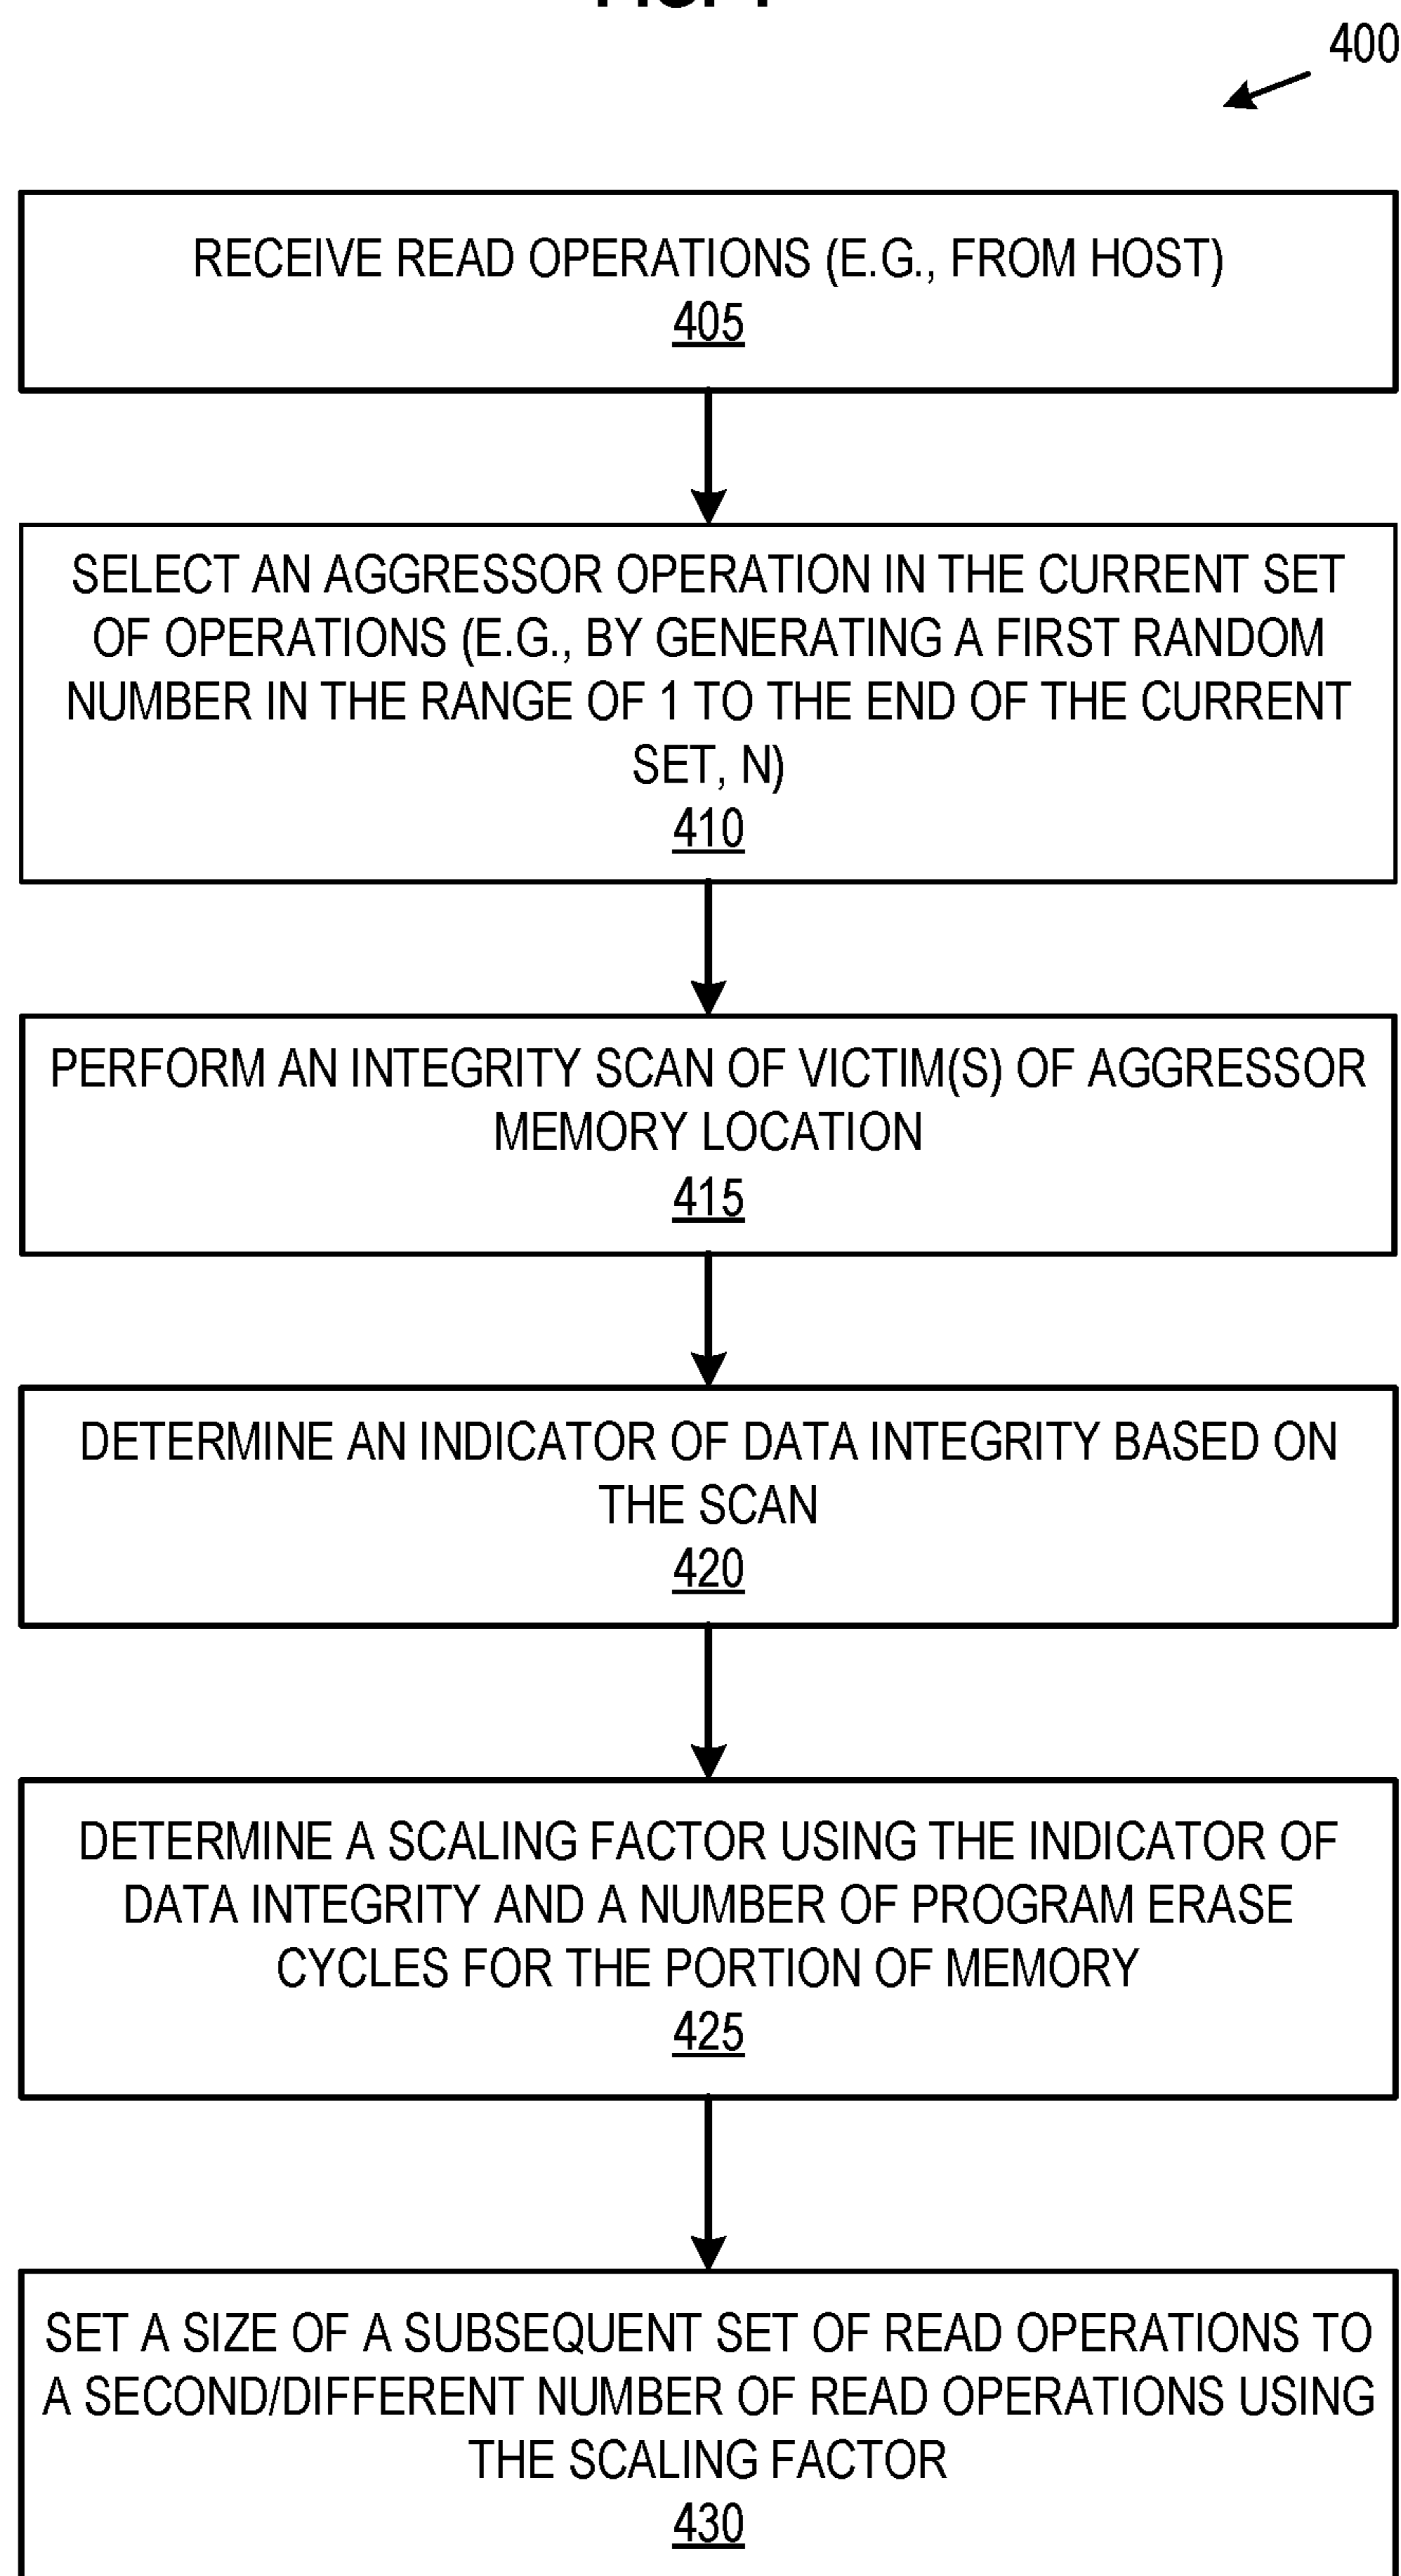 400
RECEIVE READ OPERATIONS (E.G., FROM HOST)
405
SELECT AN AGGRESSOR OPERATION IN THE CURRENT SET
OF OPERATIONS (E.G., BY GENERATING A FIRST RANDOM
NUMBER IN THE RANGE OF 1 TO THE END OF THE CURRENT
SET, N)
410
PERFORM AN INTEGRITY SCAN OF VICTIM(S) OF AGGRESSOR
MEMORY LOCATION
415
DETERMINE AN INDICATOR OF DATA INTEGRITY BASED ON
THE SCAN
420
DETERMINE A SCALING FACTOR USING THE INDICATOR OF
DATA INTEGRITY AND A NUMBER OF PROGRAM ERASE
CYCLES FOR THE PORTION OF MEMORY
425
SET A SIZE OF A SUBSEQUENT SET OF READ OPERATIONS TO
A SECOND/DIFFERENT NUMBER OF READ OPERATIONS USING
THE SCALING FACTOR
430